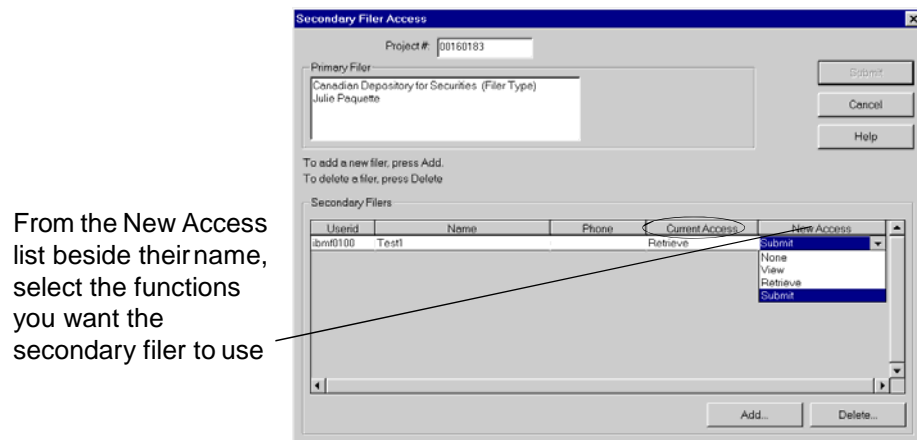 Secondary Filer Access
Project #: 00160183
Primary Filer
Canadian Depository for Securities (Filer Type)
Julie Paquette
Submit
Cancel
Help
To add a new filer, press Add.
To delete a filer, press Delete
Secondary Filers
Userid Name Phone Current Access New Access
ibmf0100 Test1 Retrieve Submit
None
View
Retrieve
Submit
Add... Delete...
From the New Access
list beside their name,
select the functions
you want the
secondary filer to use